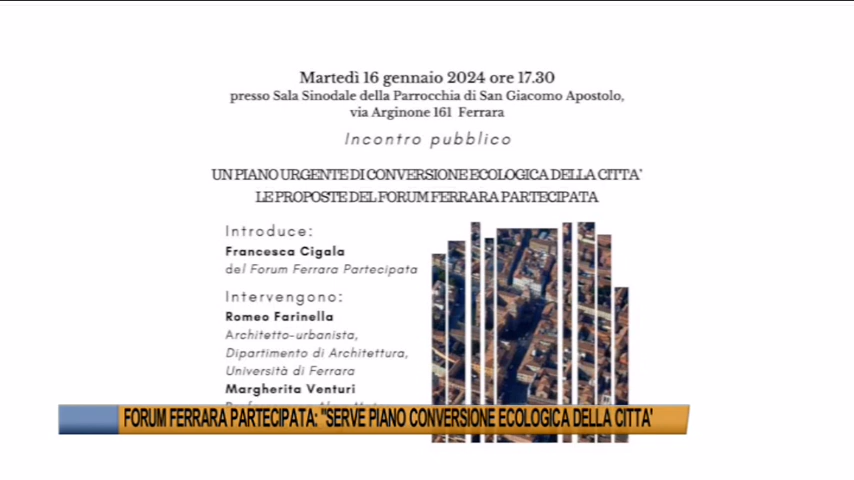 Martedì 16 gennaio 2024 ore 17.30
presso Sala Sinodale della Parrocchia di San Giacomo Apostolo,
via Arginone 161 Ferrara
Incontro pubblico
UN PIANO URGENTE DI CONVERSIONE ECOLOGICA DELLA CITTA'
LE PROPOSTE DEL FORUM FERRARA PARTECIPATA
Introduce:
Francesca Cigala
del Forum Ferrara Partecipata
Intervengono:
Romeo Farinella
Architetto-urbanista,
Dipartimento di Architettura,
Università di Ferrara
Margherita Venturi
FORUM FERRARA PARTECIPATA: "SERVE PIANO CONVERSIONE ECOLOGICA DELLA CITTA'